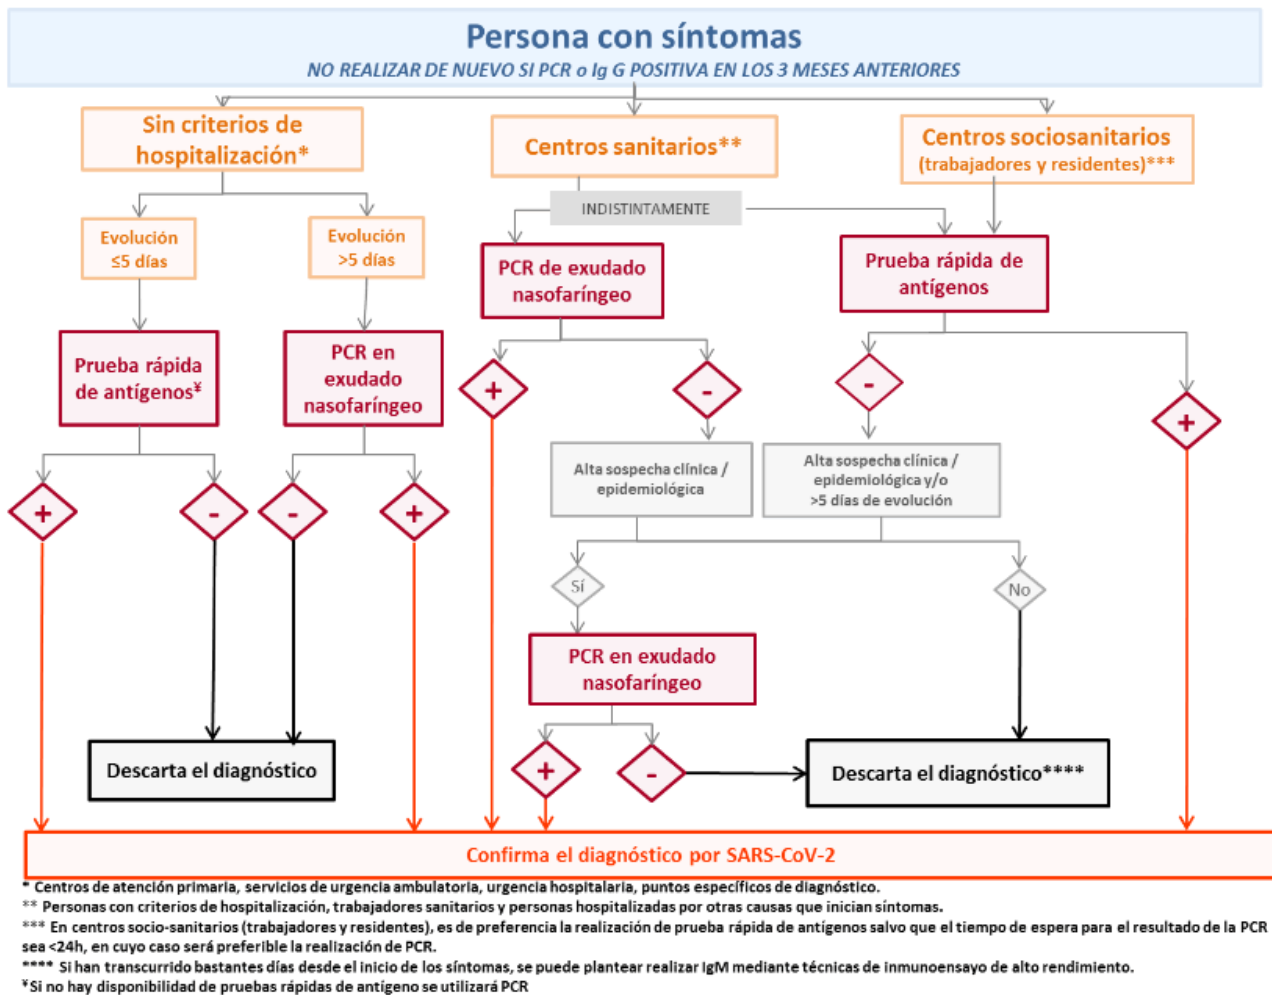 Persona con síntomas
NO REALIZAR DE NUEVO SI PCR o Ig G POSITIVA EN LOS 3 MESES ANTERIORES
Sin criterios de
hospitalización*
Centros sanitarios**
Centros sociosanitarios
(trabajadores y residentes)***
INDISTINTAMENTE
Evolución
≤5 días
Evolución
>5 días
PCR de exudado
nasofaríngeo
Prueba rápida de
antígenos
Prueba rápida
de antígenos¥
PCR en
exudado
nasofaríngeo
+
-
-
+
Alta sospecha clínica /
epidemiológica
Alta sospecha clínica /
epidemiológica y/o
>5 días de evolución
+
-
-
+
Sí
No
PCR en exudado
nasofaríngeo
+
-
Descarta el diagnóstico
Descarta el diagnóstico****
Confirma el diagnóstico por SARS-CoV-2
* Centros de atención primaria, servicios de urgencia ambulatoria, urgencia hospitalaria, puntos específicos de diagnóstico.
** Personas con criterios de hospitalización, trabajadores sanitarios y personas hospitalizadas por otras causas que inician síntomas.
*** En centros socio-sanitarios (trabajadores y residentes), es de preferencia la realización de prueba rápida de antígenos salvo que el tiempo de espera para el resultado de la PCR
sea <24h, en cuyo caso será preferible la realización de PCR.
**** Si han transcurrido bastantes días desde el inicio de los síntomas, se puede plantear realizar IgM mediante técnicas de inmunoensayo de alto rendimiento.
¥Si no hay disponibilidad de pruebas rápidas de antígeno se utilizará PCR